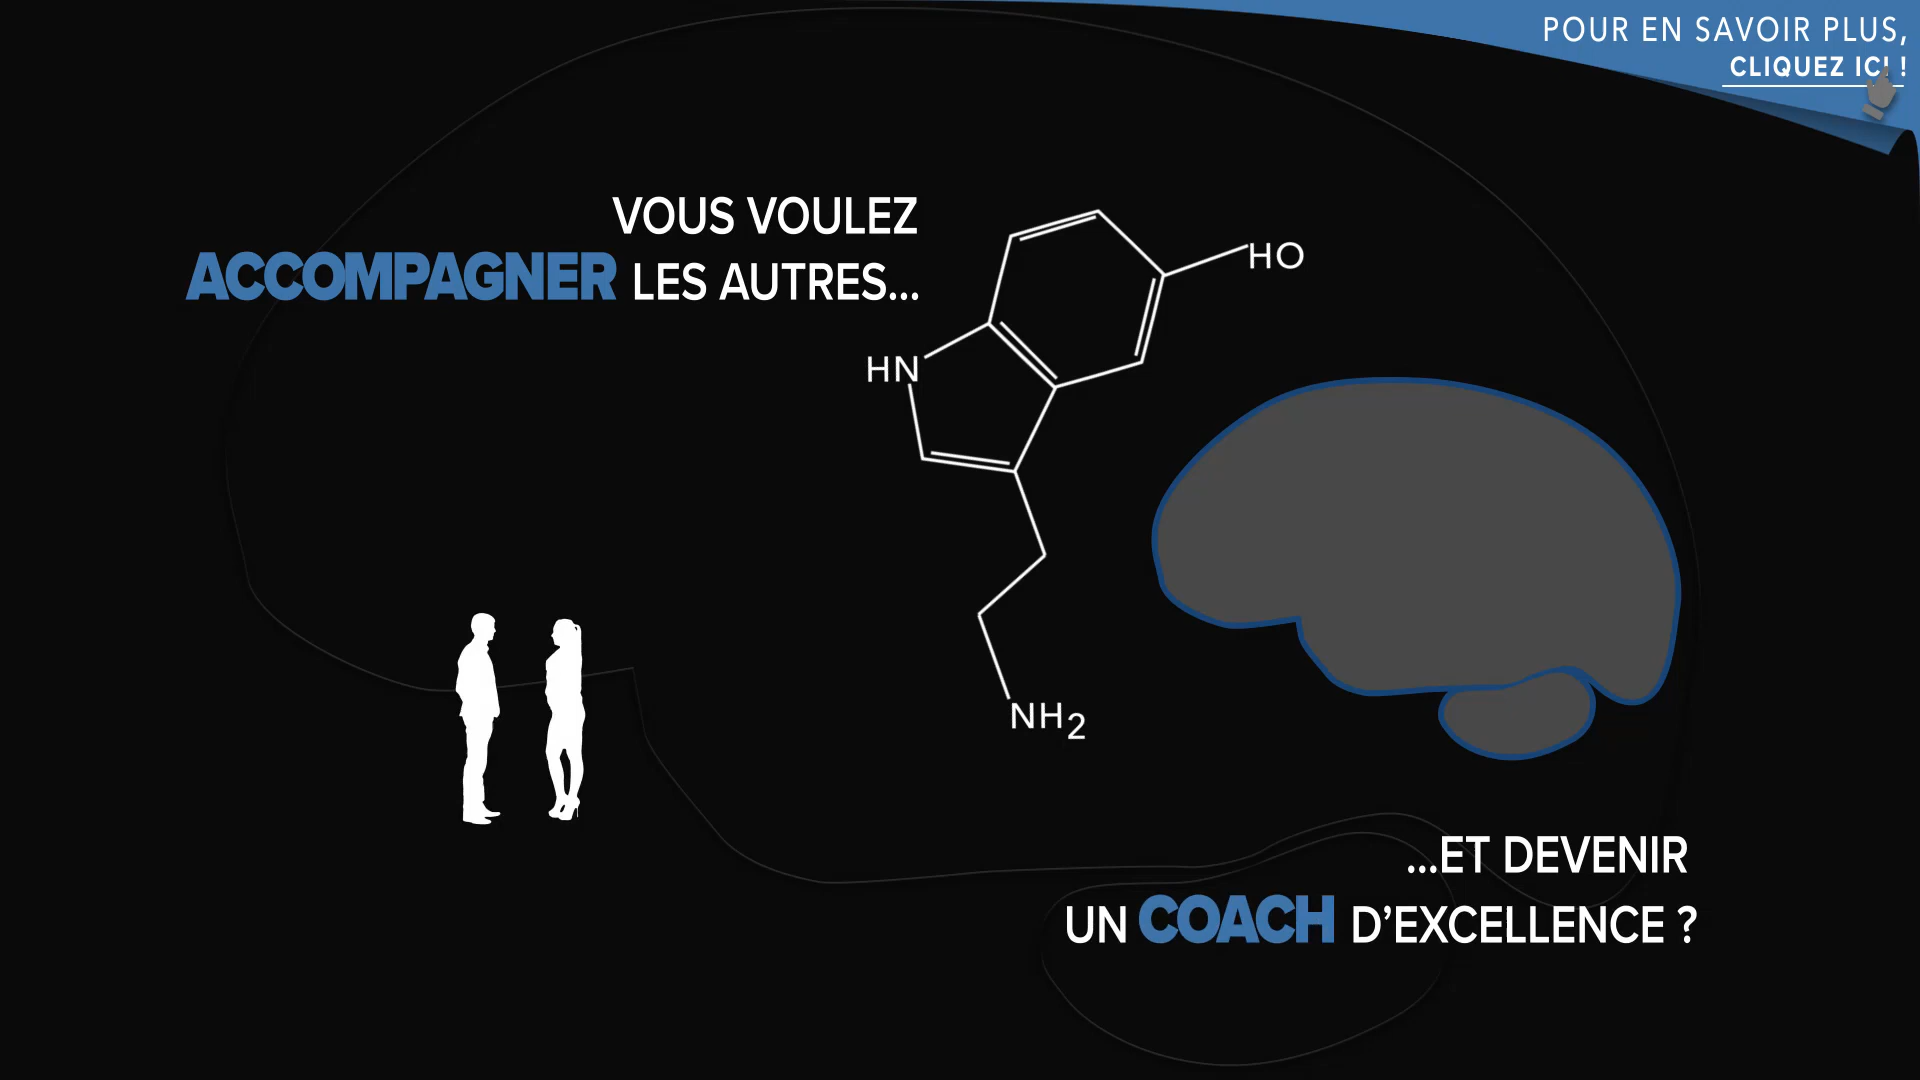 POUR EN SAVOIR PLUS,
CLIQUEZ ICI !
VOUS VOULEZ
ACCOMPAGNER LES AUTRES...
HO
HN
NH2
...ET DEVENIR
UN COACH D'EXCELLENCE ?